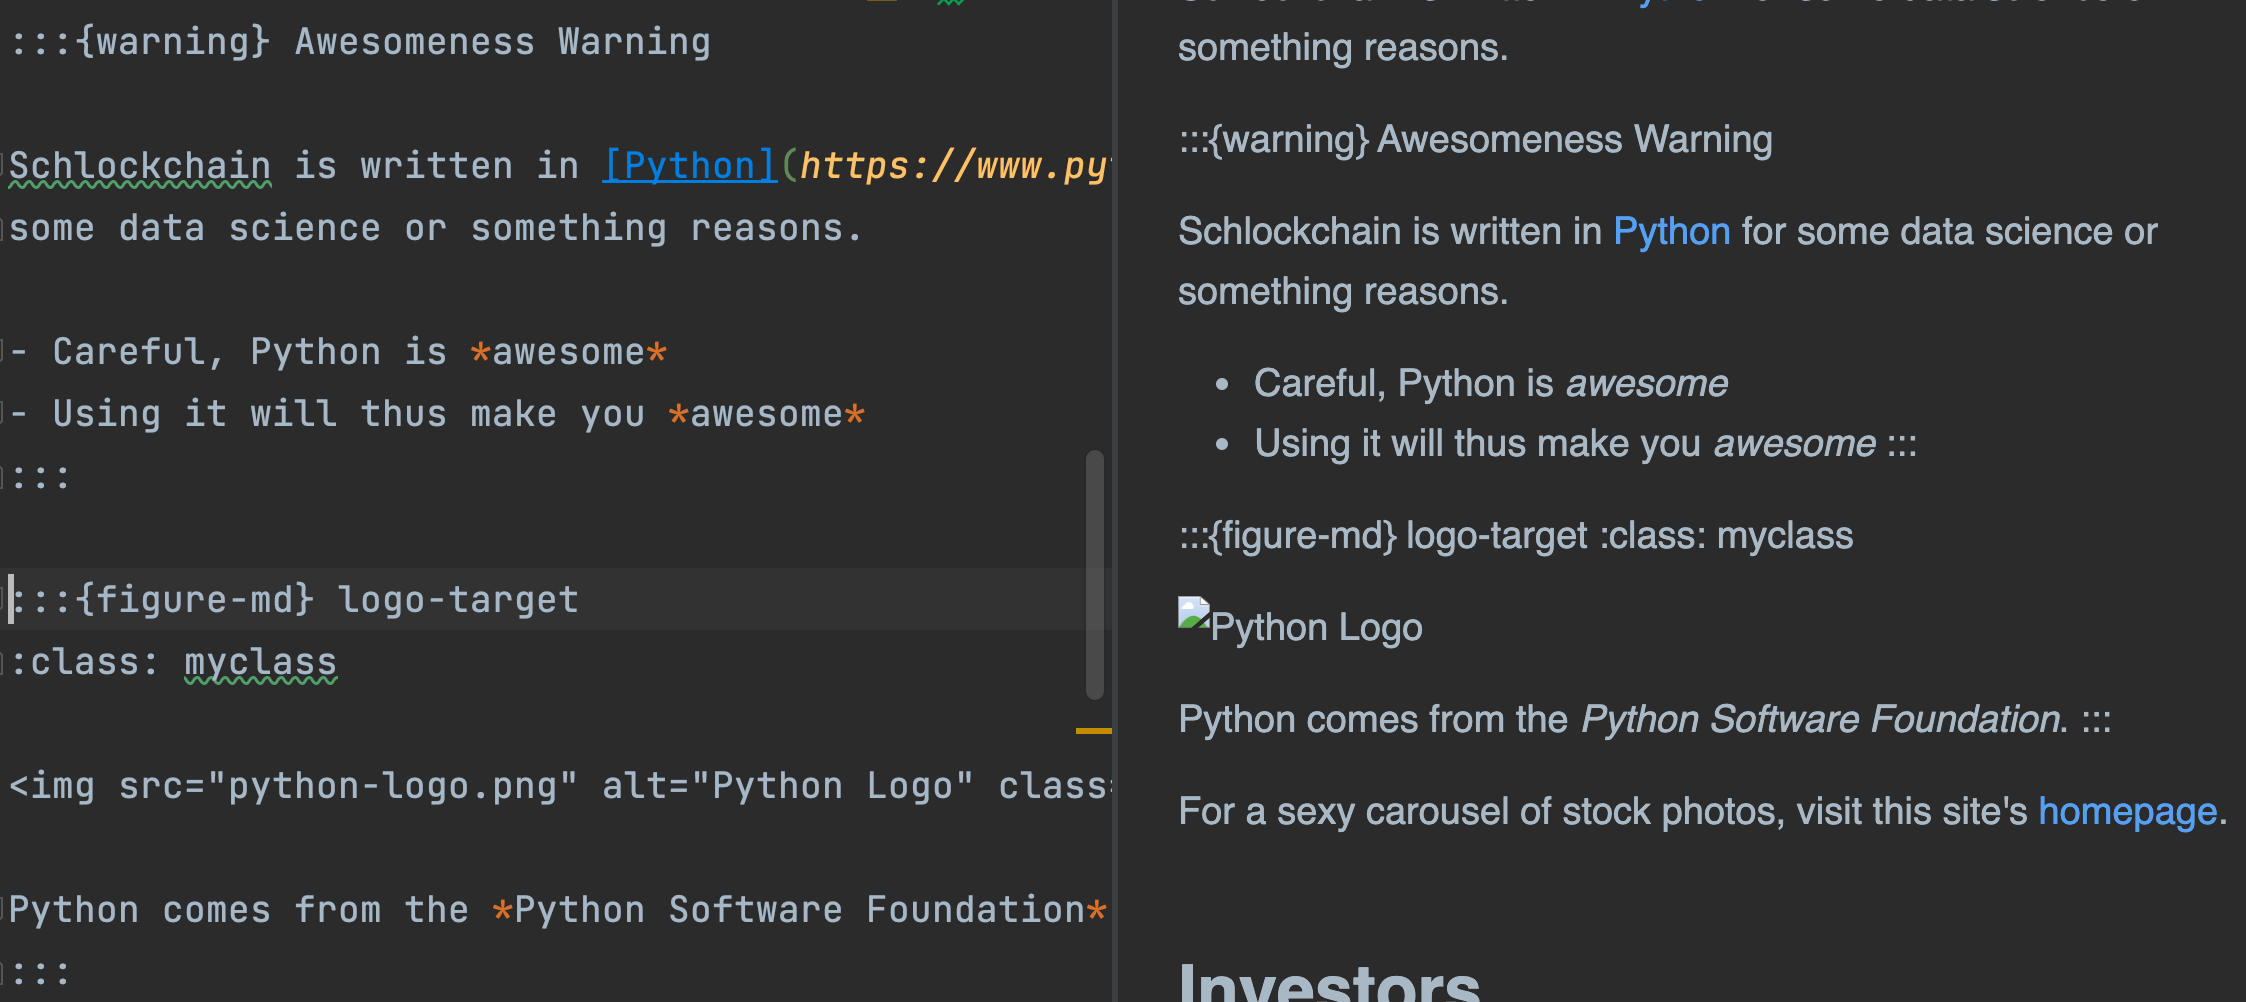 :::{warning} Awesomeness Warning
Schlockchain is written in [Python](https://www.py
some data science or something reasons.
- Careful, Python is *awesome*
- Using it will thus make you *awesome*
:::
:::{figure-md} logo-target
:class: myclass
<img src="python-logo.png" alt="Python Logo" class=
Python comes from the *Python Software Foundation*
:::
something reasons.
:::{warning} Awesomeness Warning
Schlockchain is written in Python for some data science or
something reasons.
• Careful, Python is awesome
• Using it will thus make you awesome :::
:::{figure-md} logo-target :class: myclass
Python Logo
Python comes from the Python Software Foundation. :::
For a sexy carousel of stock photos, visit this site's homepage.
Investors